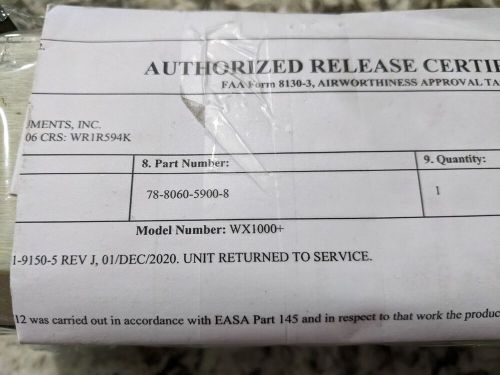 AUTHORIZED RELEASE CERTIFI
FAA Form 8130-3, AIRWORTHINESS APPROVAL TA
UMENTS, INC.
06 CRS: WR1R594K
8. Part Number:
9. Quantity:
78-8060-5900-8
1
Model Number: WX1000+
1-9150-5 REV J, 01/DEC/2020. UNIT RETURNED TO SERVICE.
12 was carried out in accordance with EASA Part 145 and in respect to that work the produc